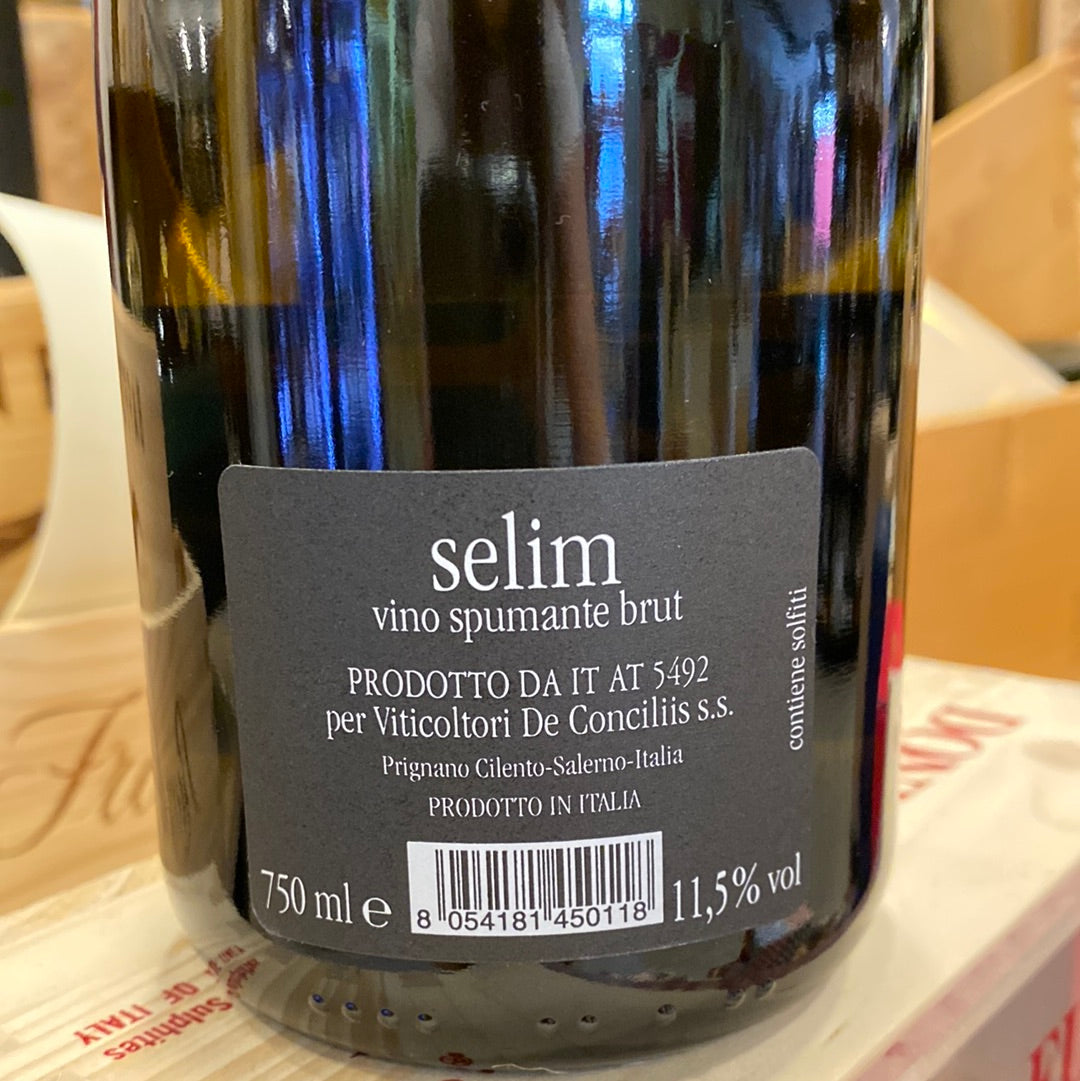 selim
vino spumante brut
PRODOTTO DA IT AT 5492
per Viticoltori De Conciliis s.s.
Prignano Cilento-Salerno-Italia
PRODOTTO IN ITALIA
contiene solfiti
750 ml e
8 054181 450118
11,5% vol
Sulphites
OF ITALY